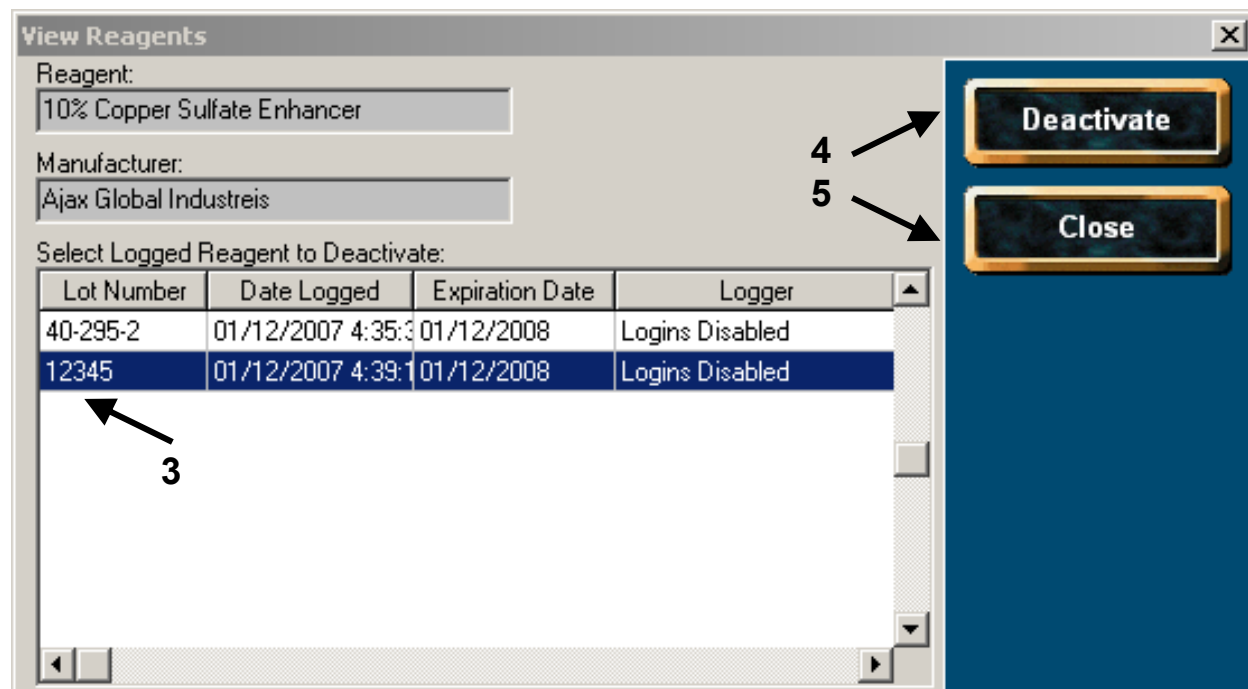 View Reagents
Reagent:
10% Copper Sulfate Enhancer
Deactivate
4
Manufacturer:
5
Ajax Global Industreis
Close
Select Logged Reagent to Deactivate:
Lot Number Date Logged Expiration Date Logger
40-295-2 01/12/2007 4:35: 01/12/2008 Logins Disabled
12345 01/12/2007 4:39:1 01/12/2008 Logins Disabled
3